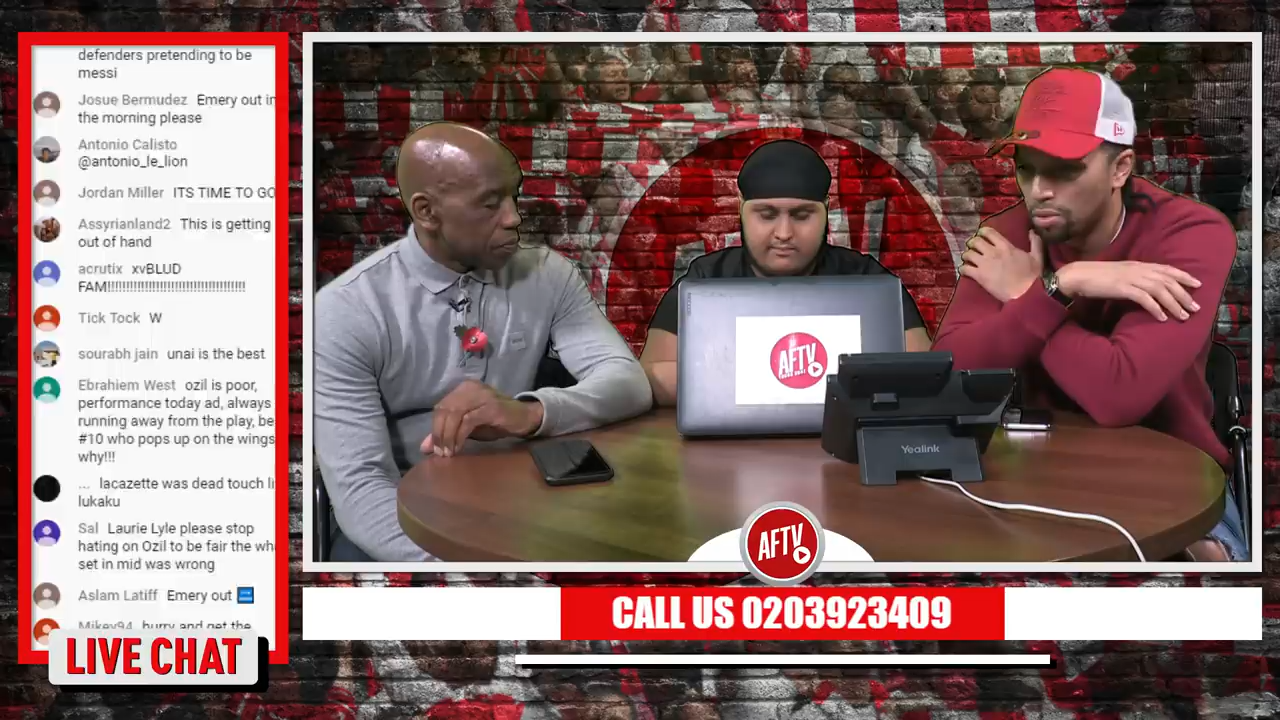 defenders pretending to be
messi
Josue Bermudez Emery out in
the morning please
Antonio Calisto
@antonio_le_lion
Jordan Miller ITS TIME TO GO
Assyrianland2 This is getting
out of hand
acrutix xvBLUD
FAM!!!!!!!!!!!!!!!!!!!!!!!!!!!!!!!!!!!!!!
Tick Tock W
sourabh jain unai is the best
Ebrahiem West ozil is poor,
performance today ad, always
running away from the play, be
#10 who pops up on the wings
why!!!
... lacazette was dead touch li
lukaku
Sal Laurie Lyle please stop
hating on Ozil to be fair the wh
set in mid was wrong
Aslam Latiff Emery out
Mikey94 hurry and get the
LIVE CHAT
AFTV
Yealink
AFTV
CALL US 0203923409